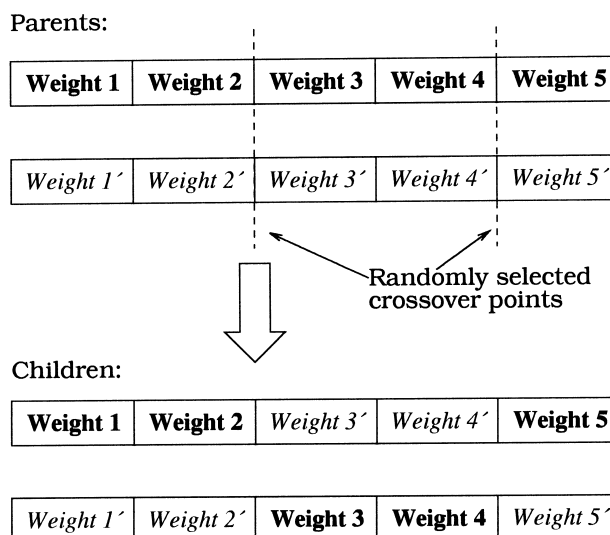 Parents:
Weight 1 Weight 2 Weight 3 Weight 4 Weight 5
Weight 1´ Weight 2´ Weight 3´ Weight 4´ Weight 5´
Randomly selected
crossover points
Children:
Weight 1 Weight 2 Weight 3´ Weight 4´ Weight 5
Weight 1´ Weight 2´ Weight 3 Weight 4 Weight 5´